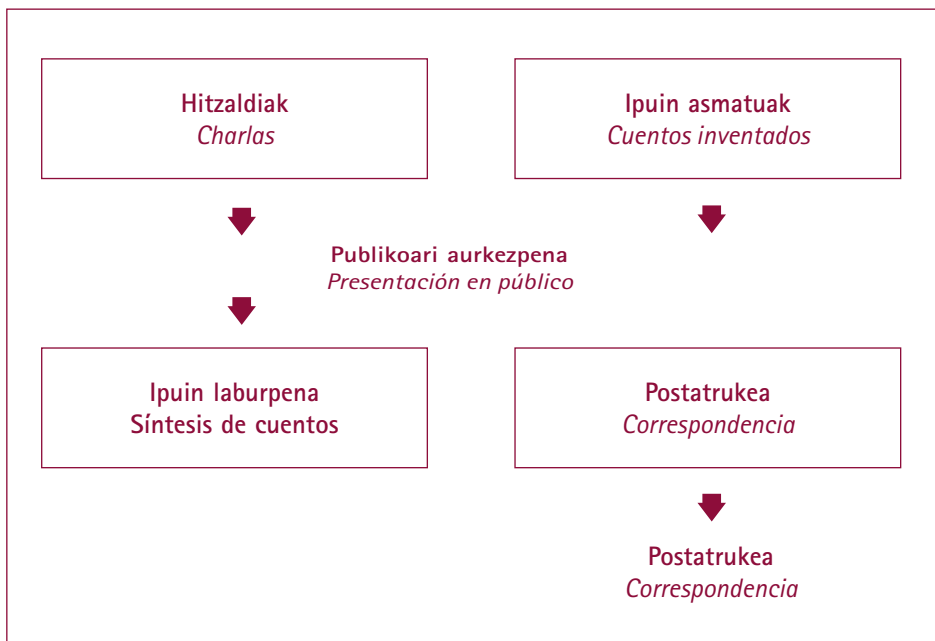 Hitzaldiak
Charlas
Ipuin asmatuak
Cuentos inventados
Publikoari aurkezpena
Presentación en público
Ipuin laburpena
Síntesis de cuentos
Postatrukea
Correspondencia
Postatrukea
Correspondencia